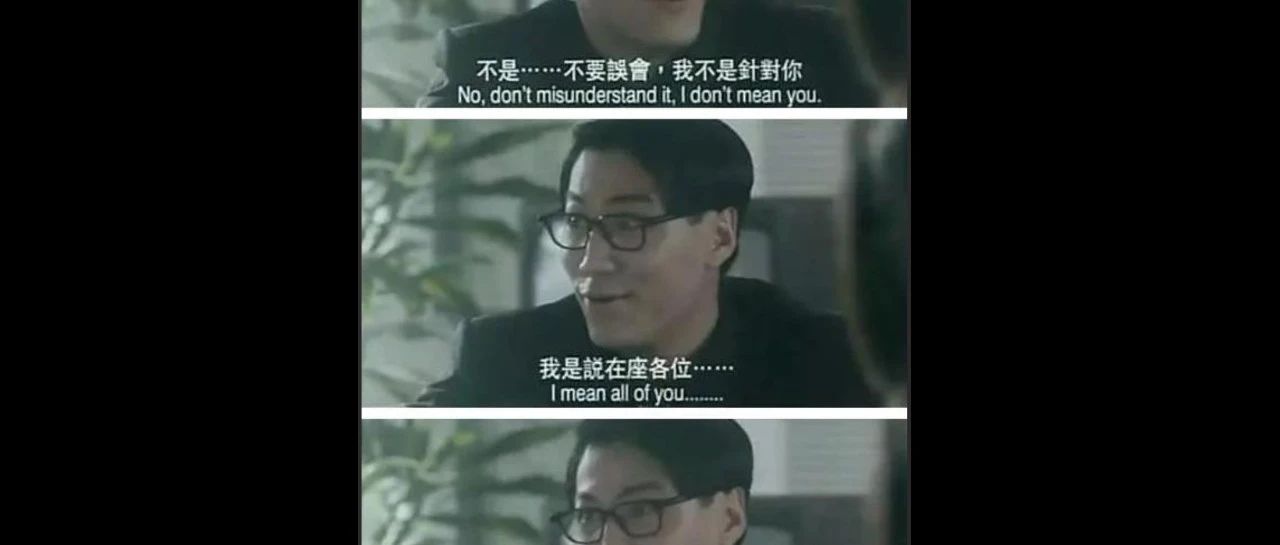 不是……不要誤會，我不是針對你
No, don't misunderstand it, I don't mean you.
我是説在座各位……
I mean all of you........